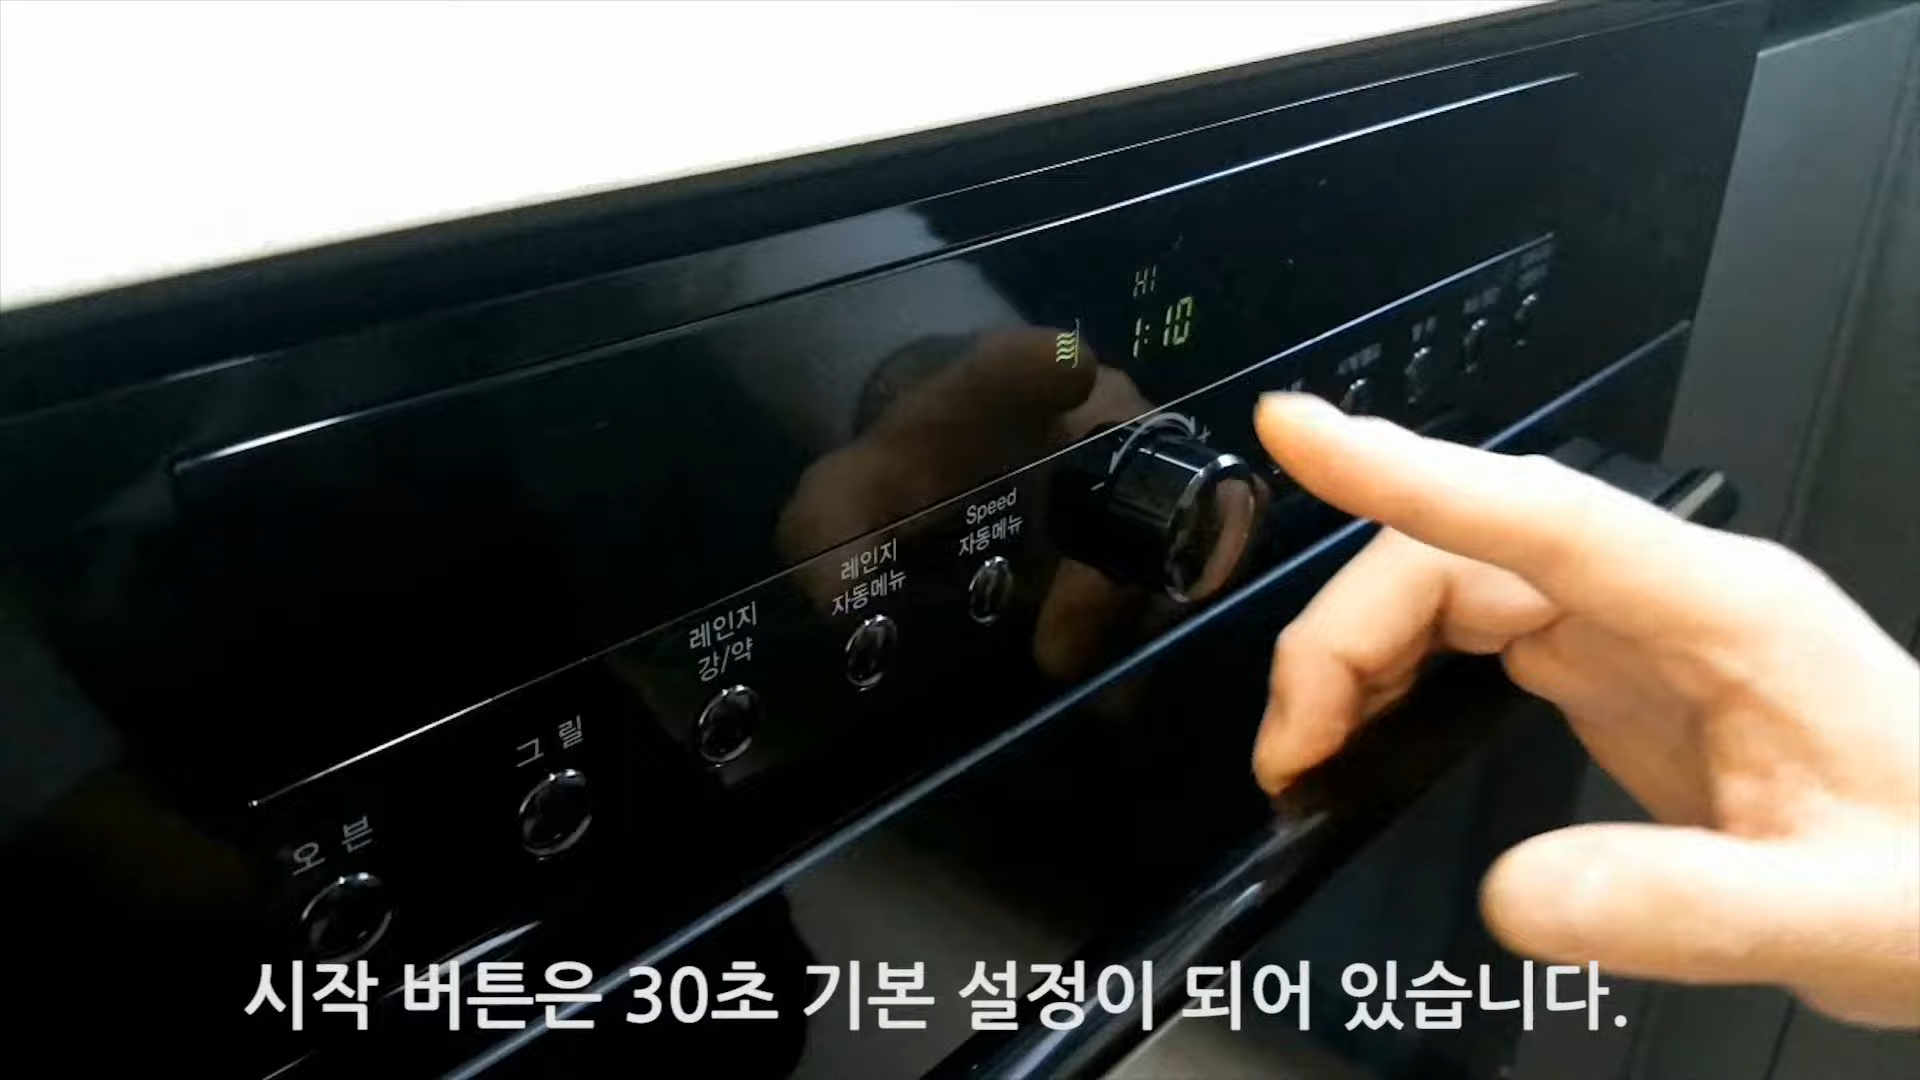 HI
1:10
Speed
자동메뉴
레인지
자동메뉴
레인지
강/약
그릴
오븐
시작 버튼은 30초 기본 설정이 되어 있습니다.